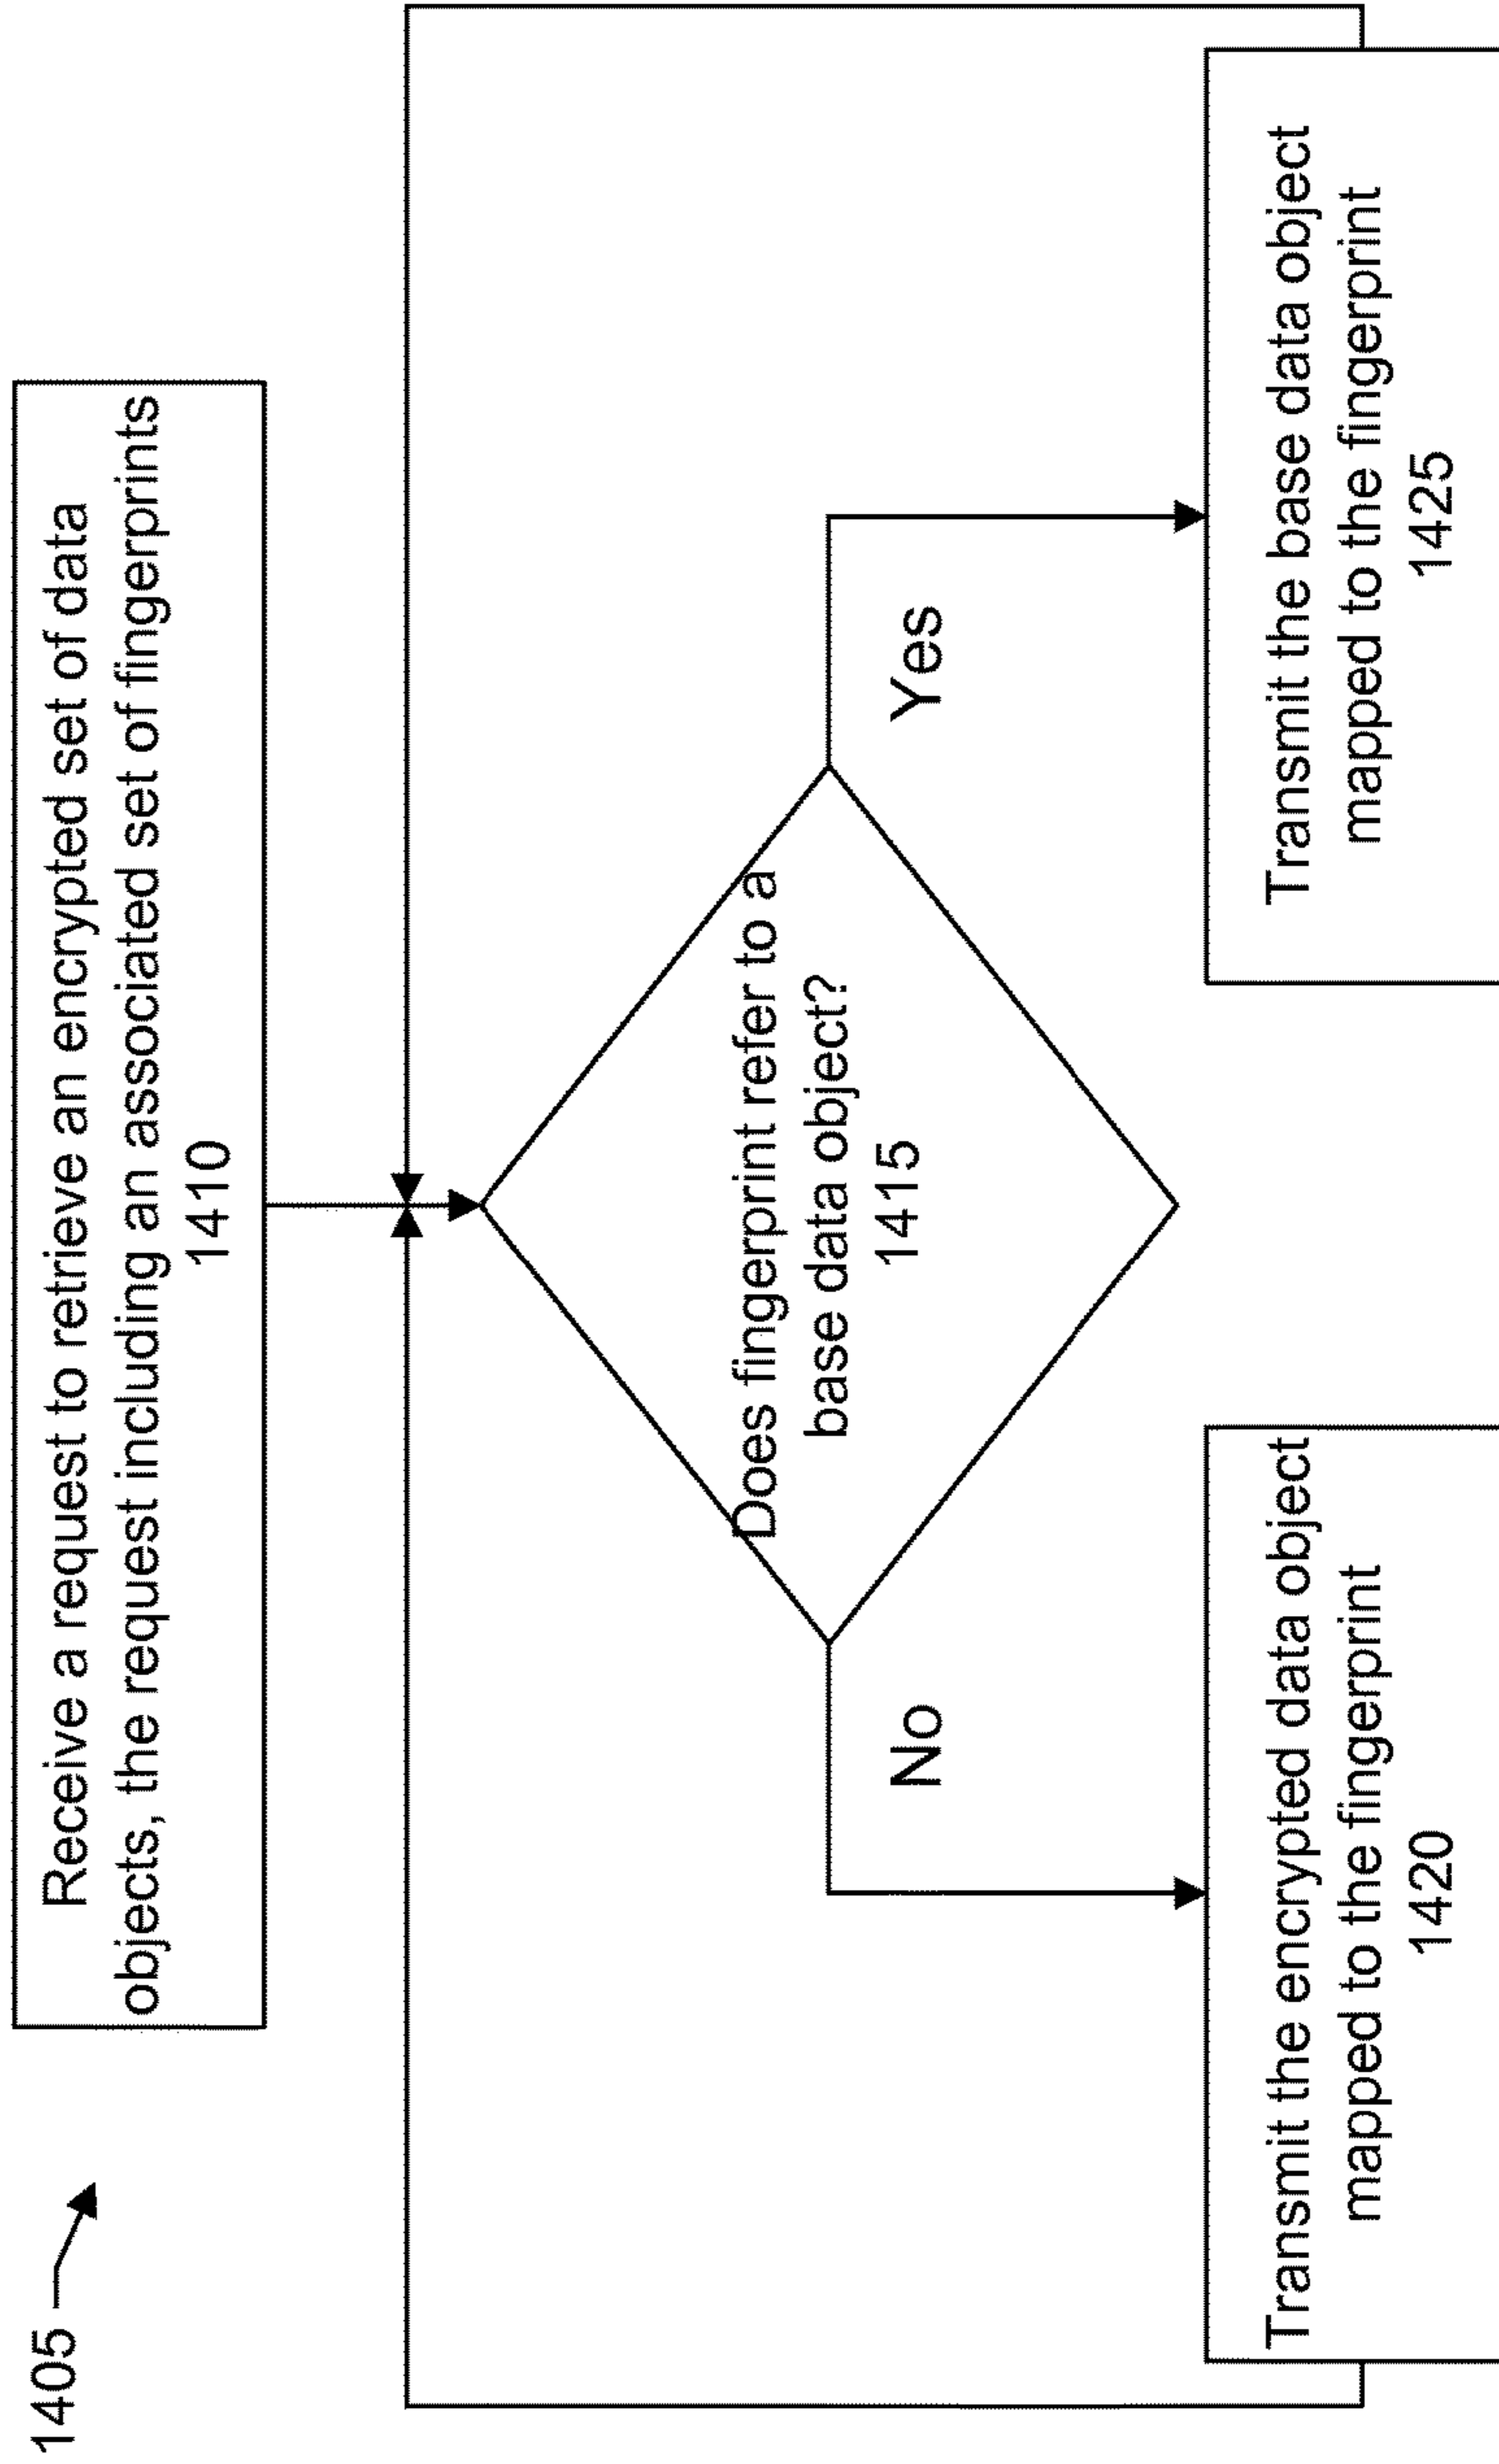 1405
Receive a request to retrieve an encrypted set of data
objects, the request including an associated set of fingerprints
1410
Does fingerprint refer to a
base data object?
1415
No
Yes
Transmit the encrypted data object
mapped to the fingerprint
1420
Transmit the base data object
mapped to the fingerprint
1425